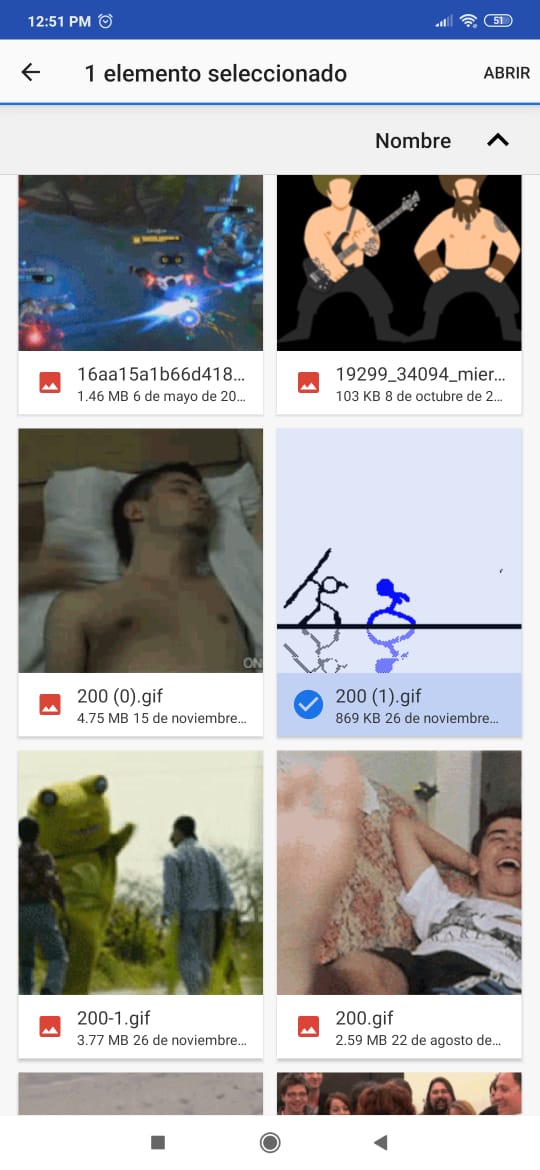 12:51 PM
51
1 elemento seleccionado
ABRIR
Nombre
16aa15a1b66d418...
1.46 MB 6 de mayo de 20...
19299_34094_mier...
103 KB 8 de octubre de 2...
ON
200 (0).gif
4.75 MB 15 de noviembre...
200 (1).gif
869 KB 26 de noviembre...
200-1.gif
3.77 MB 26 de noviembre...
200.gif
2.59 MB 22 de agosto de...